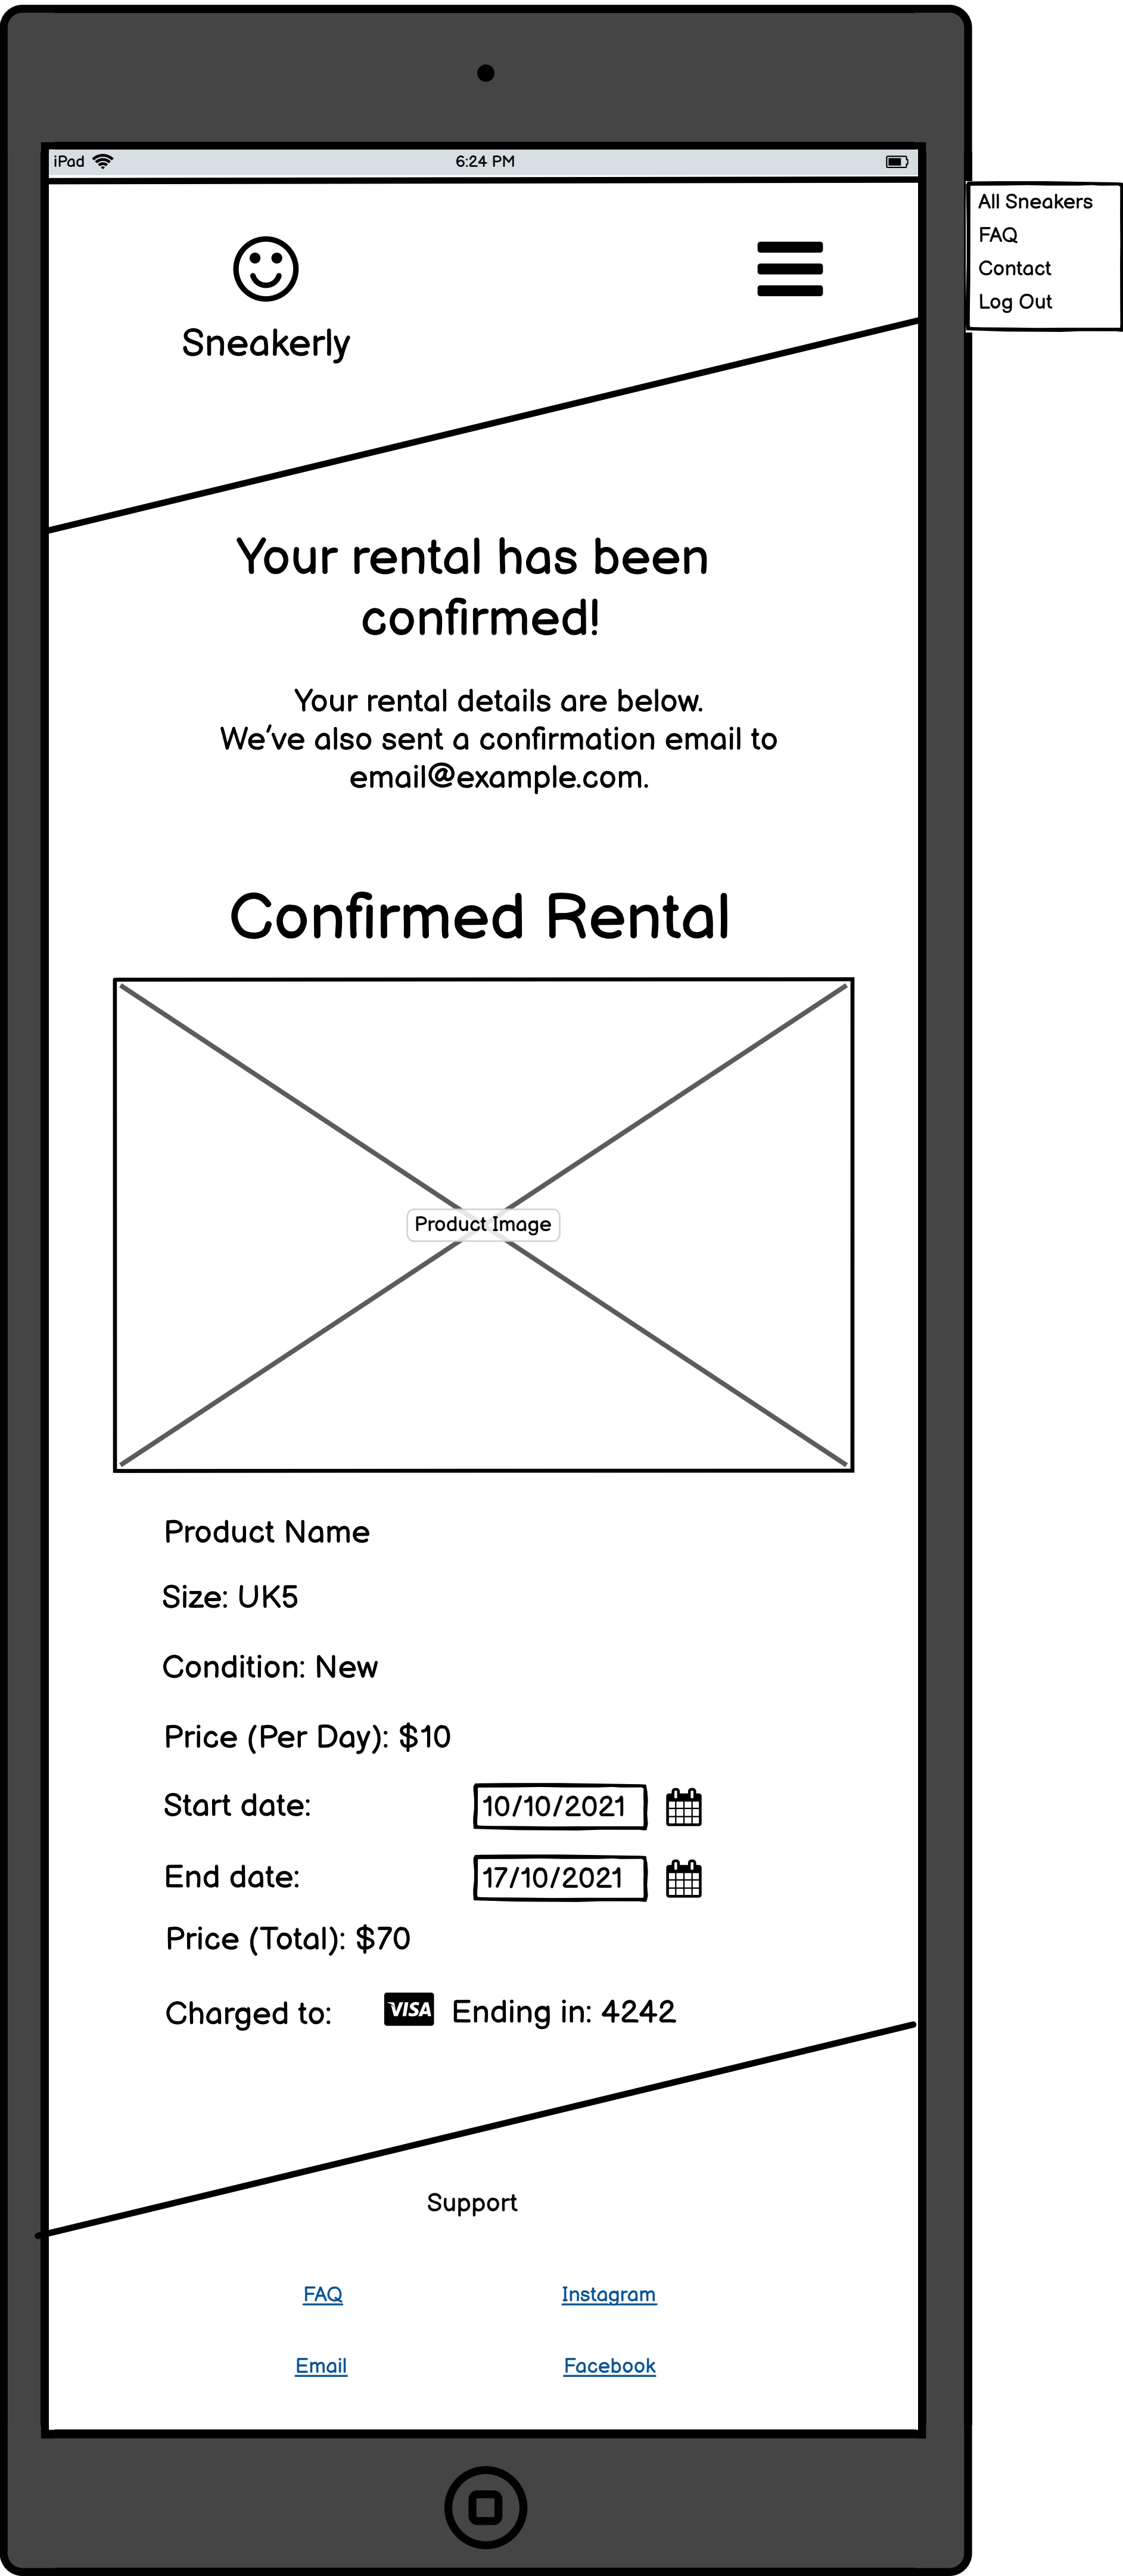 iPad
6:24 PM
All Sneakers
FAQ
Contact
Log Out
Sneakerly
Your rental has been
confirmed!
Your rental details are below.
We've also sent a confirmation email to
email@example.com.
Confirmed Rental
Product Image
Product Name
Size: UK5
Condition: New
Price (Per Day): $10
Start date: 10/10/2021
End date: 17/10/2021
Price (Total): $70
Charged to: VISA Ending in: 4242
Support
FAQ Instagram
Email Facebook